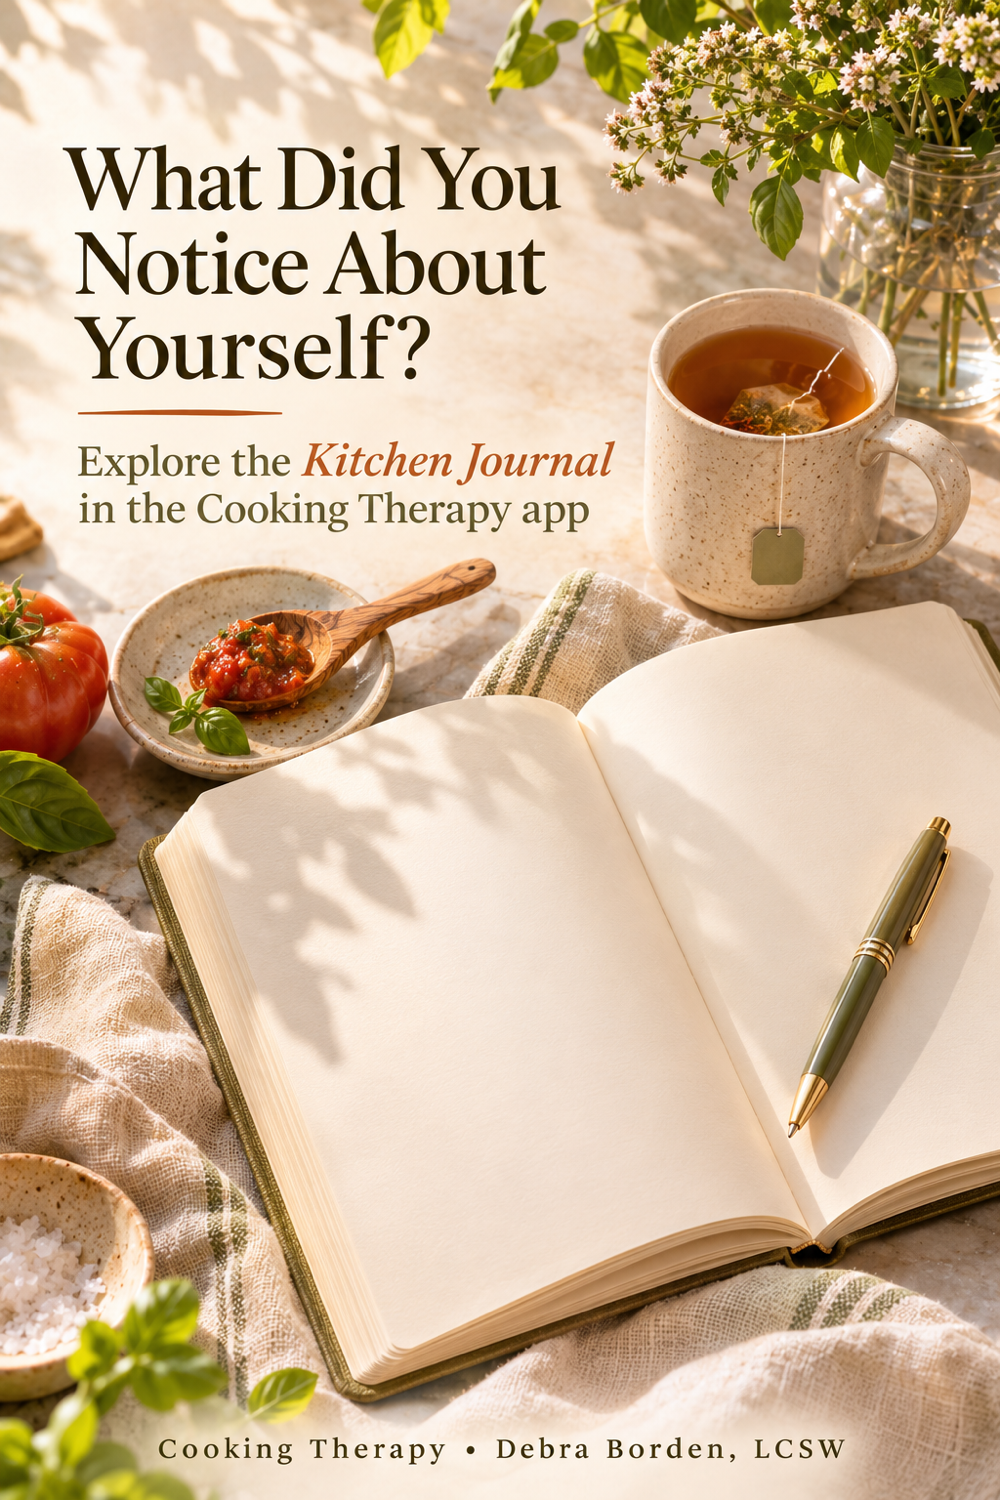 What Did You
Notice About
Yourself?
Explore the Kitchen Journal
in the Cooking Therapy app
Cooking Therapy • Debra Borden, LCSW